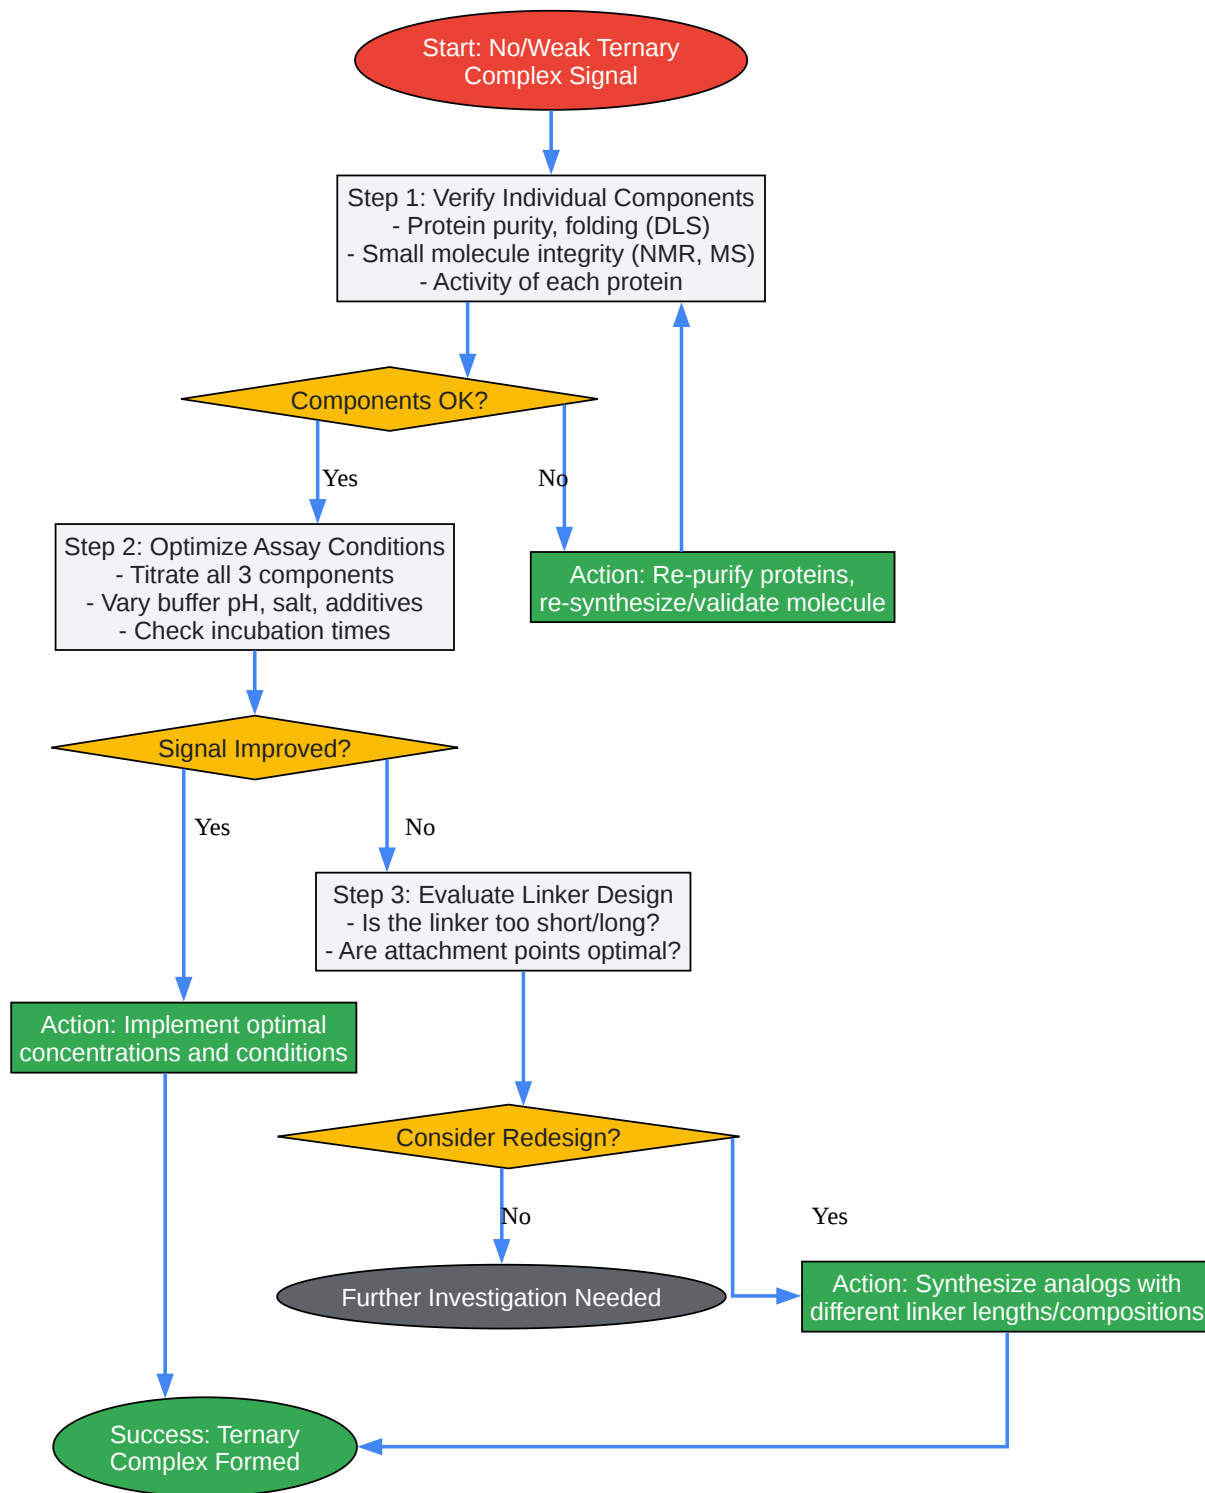 Start: No/Weak Ternary
Complex Signal
Step 1: Verify Individual Components
- Protein purity, folding (DLS)
- Small molecule integrity (NMR, MS)
- Activity of each protein
Components OK?
Yes
No
Step 2: Optimize Assay Conditions
- Titrate all 3 components
- Vary buffer pH, salt, additives
- Check incubation times
Action: Re-purify proteins,
re-synthesize/validate molecule
Signal Improved?
Yes
No
Step 3: Evaluate Linker Design
- Is the linker too short/long?
- Are attachment points optimal?
Action: Implement optimal
concentrations and conditions
Consider Redesign?
No
Yes
Further Investigation Needed
Action: Synthesize analogs with
different linker lengths/compositions
Success: Ternary
Complex Formed